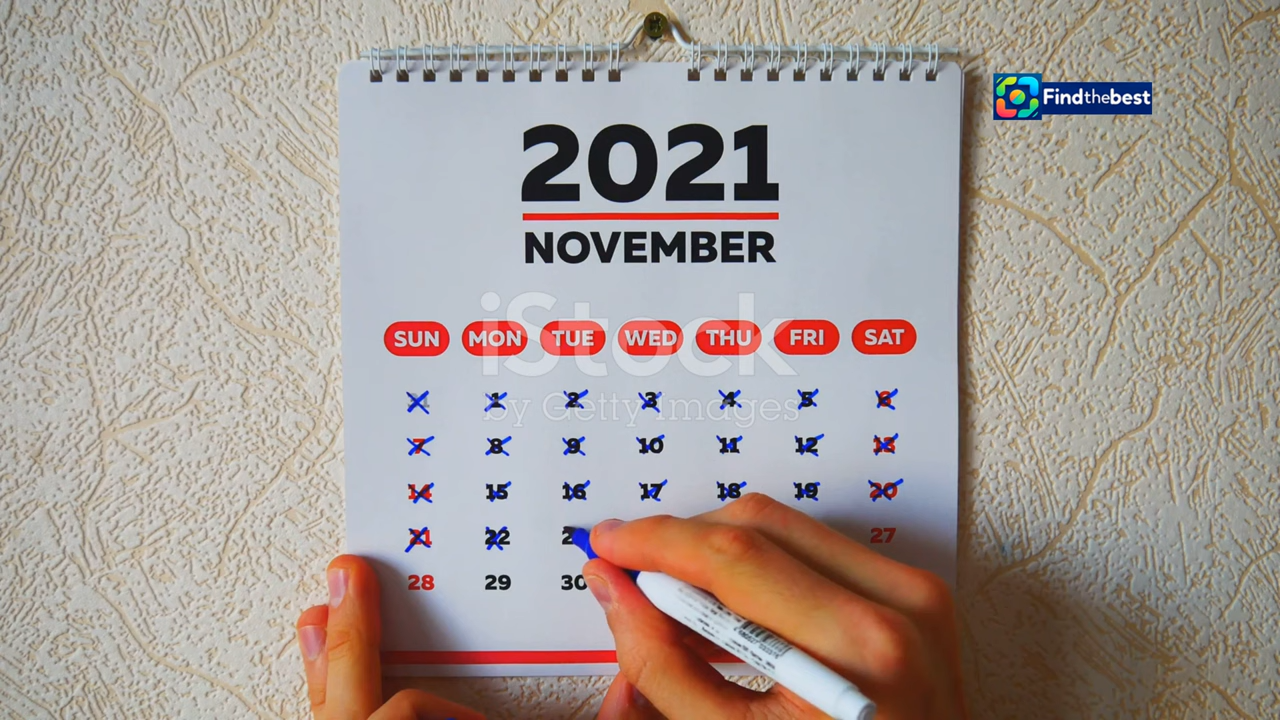 2021
FindtheBest
NOVEMBER
iStock
by Getty Images
SUN MON TUE WED THU FRI SAT
1 2 3 4 5 6
7 8 9 10 11 12 13
14 15 16 17 18 19 20
21 22 27
28 29 30